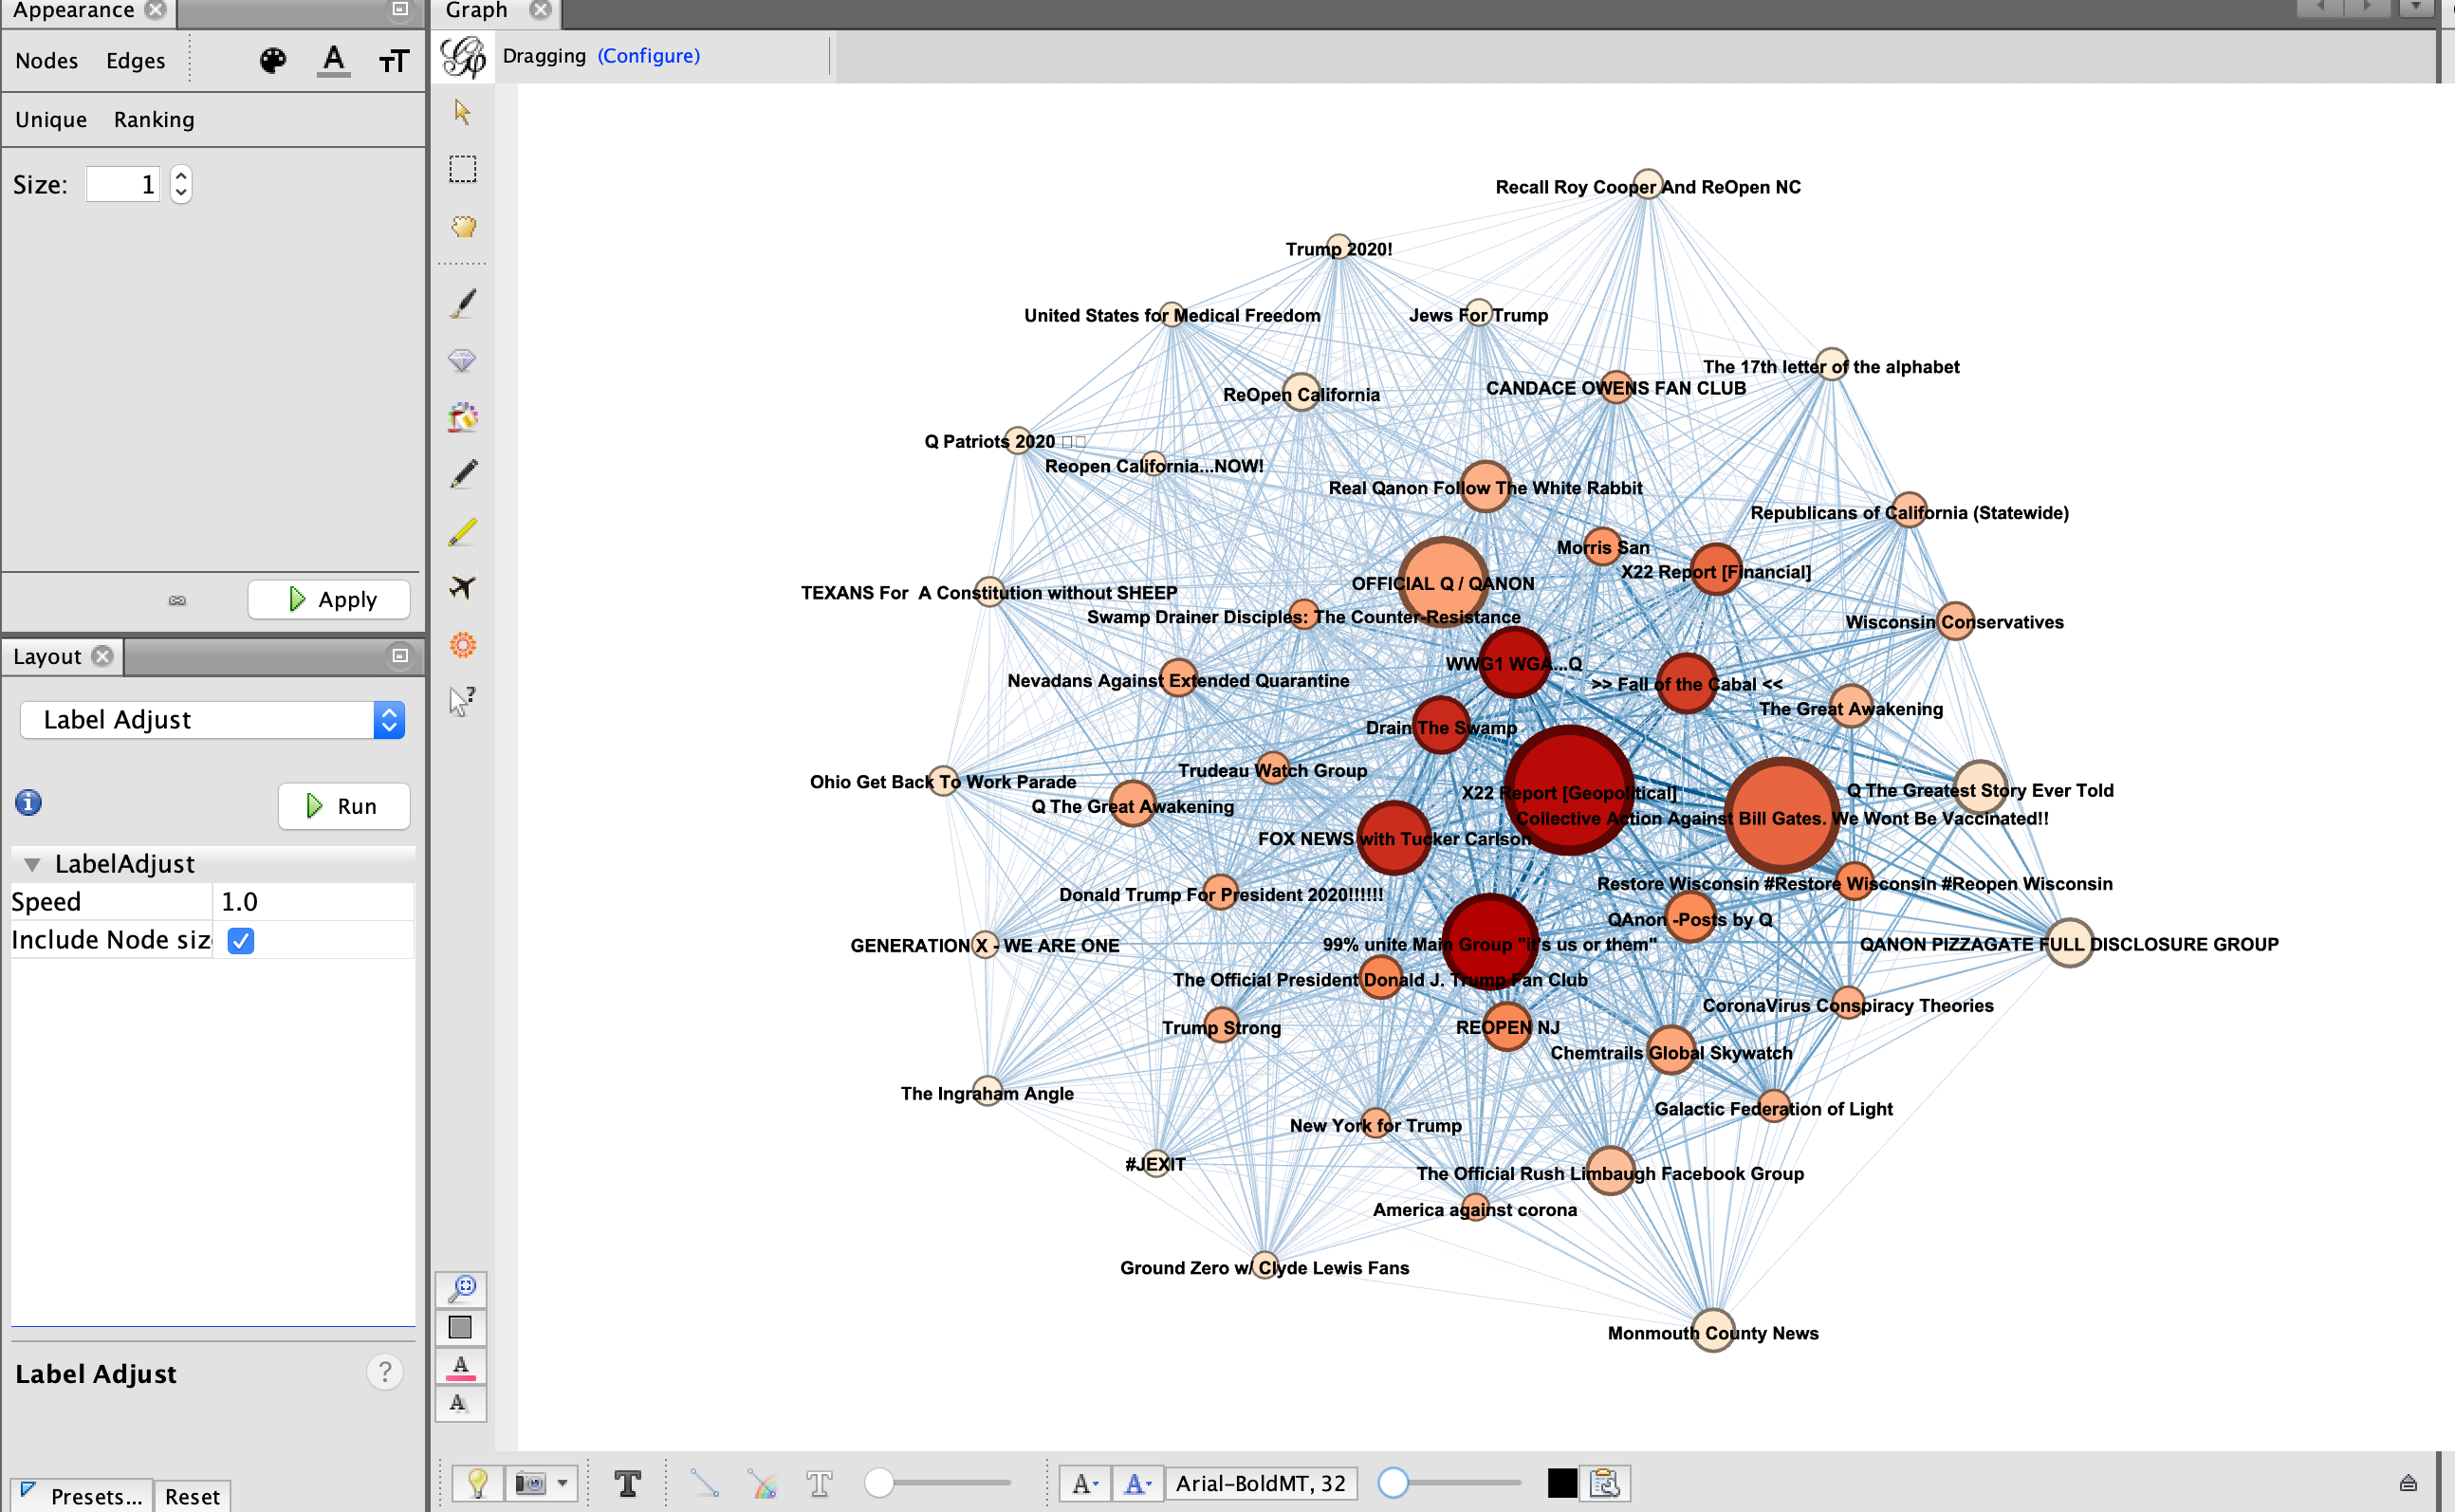 Appearance
Graph
Nodes Edges
Dragging (Configure)
Unique Ranking
Size: 1
Apply
Layout
Label Adjust
Run
LabelAdjust
Speed 1.0
Include Node siz
Label Adjust
Presets... Reset
Recall Roy Cooper And ReOpen NC
Trump 2020!
United States for Medical Freedom
Jews For Trump
The 17th letter of the alphabet
CANDACE OWENS FAN CLUB
ReOpen California
Q Patriots 2020
Reopen California...NOW!
Real Qanon Follow The White Rabbit
Republicans of California (Statewide)
Morris San
X22 Report [Financial]
OFFICIAL Q / QANON
TEXANS For A Constitution without SHEEP
Swamp Drainer Disciples: The Counter-Resistance
Wisconsin Conservatives
WWG1 WGA...Q
Nevadans Against Extended Quarantine
>> Fall of the Cabal <<
The Great Awakening
Drain The Swamp
Trudeau Watch Group
Ohio Get Back To Work Parade
Q The Great Awakening
X22 Report [Geopolitical]
Q The Greatest Story Ever Told
Collective Action Against Bill Gates. We Wont Be Vaccinated!!
FOX NEWS with Tucker Carlson
Restore Wisconsin #Restore Wisconsin #Reopen Wisconsin
Donald Trump For President 2020!!!!!!
QAnon -Posts by Q
GENERATION X - WE ARE ONE
99% unite Main Group "it's us or them"
QANON PIZZAGATE FULL DISCLOSURE GROUP
The Official President Donald J. Trump Fan Club
CoronaVirus Conspiracy Theories
Trump Strong
REOPEN NJ
Chemtrails Global Skywatch
The Ingraham Angle
Galactic Federation of Light
New York for Trump
#JEXIT
The Official Rush Limbaugh Facebook Group
America against corona
Ground Zero w/ Clyde Lewis Fans
Monmouth County News
Arial-BoldMT, 32